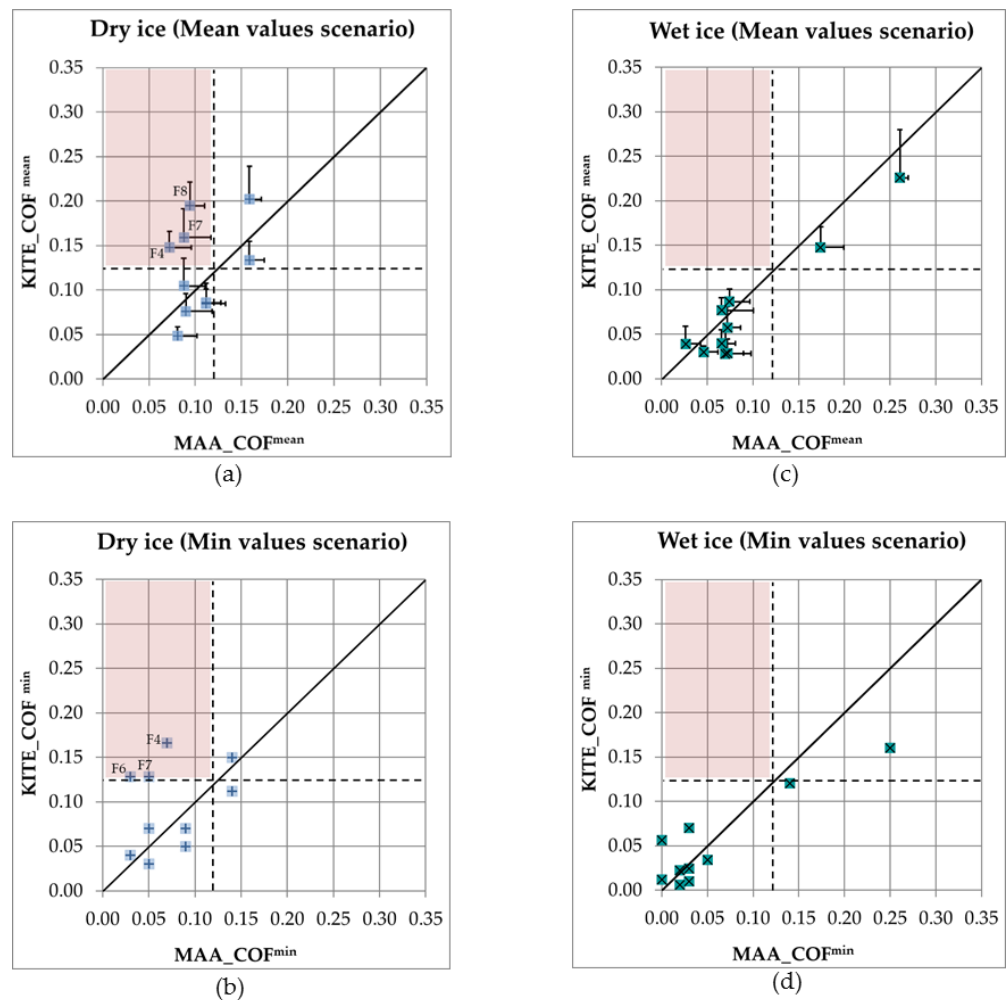 Dry ice (Mean values scenario)
KITE_COF mean
0.35
0.30
0.25
0.20
0.15
0.10
0.05
0.00
F8
F7
F4
0.00 0.05 0.10 0.15 0.20 0.25 0.30 0.35
MAA_COF mean
(a)
Wet ice (Mean values scenario)
KITE_COF mean
0.35
0.30
0.25
0.20
0.15
0.10
0.05
0.00
0.00 0.05 0.10 0.15 0.20 0.25 0.30 0.35
MAA_COF mean
(c)
Dry ice (Min values scenario)
KITE_COF min
0.35
0.30
0.25
0.20
0.15
0.10
0.05
0.00
F4
F6 F7
0.00 0.05 0.10 0.15 0.20 0.25 0.30 0.35
MAA_COF min
(b)
Wet ice (Min values scenario)
KITE_COF min
0.35
0.30
0.25
0.20
0.15
0.10
0.05
0.00
0.00 0.05 0.10 0.15 0.20 0.25 0.30 0.35
MAA_COF min
(d)